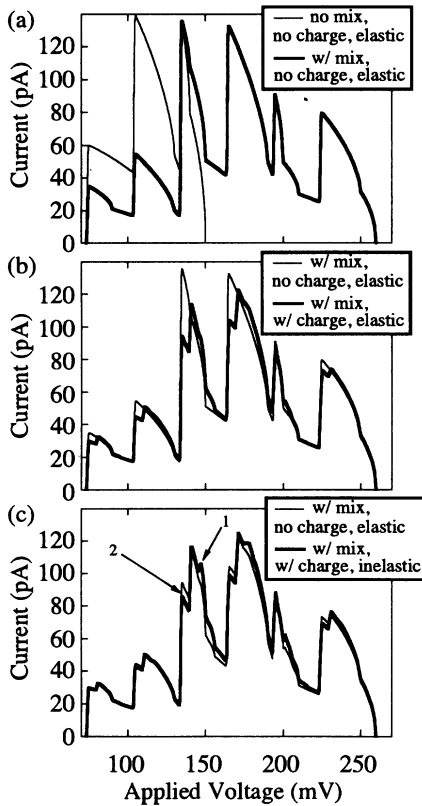 (a)
no mix,
no charge, elastic
w/ mix,
no charge, elastic
Current (pA)
120
100
80
60
40
20
0
(b)
w/ mix,
no charge, elastic
w/ mix,
w/ charge, elastic
Current (pA)
120
100
80
60
40
20
0
(c)
w/ mix,
no charge, elastic
w/ mix,
w/ charge, inelastic
1
2
Current (pA)
120
100
80
60
40
20
0
100 150 200 250
Applied Voltage (mV)